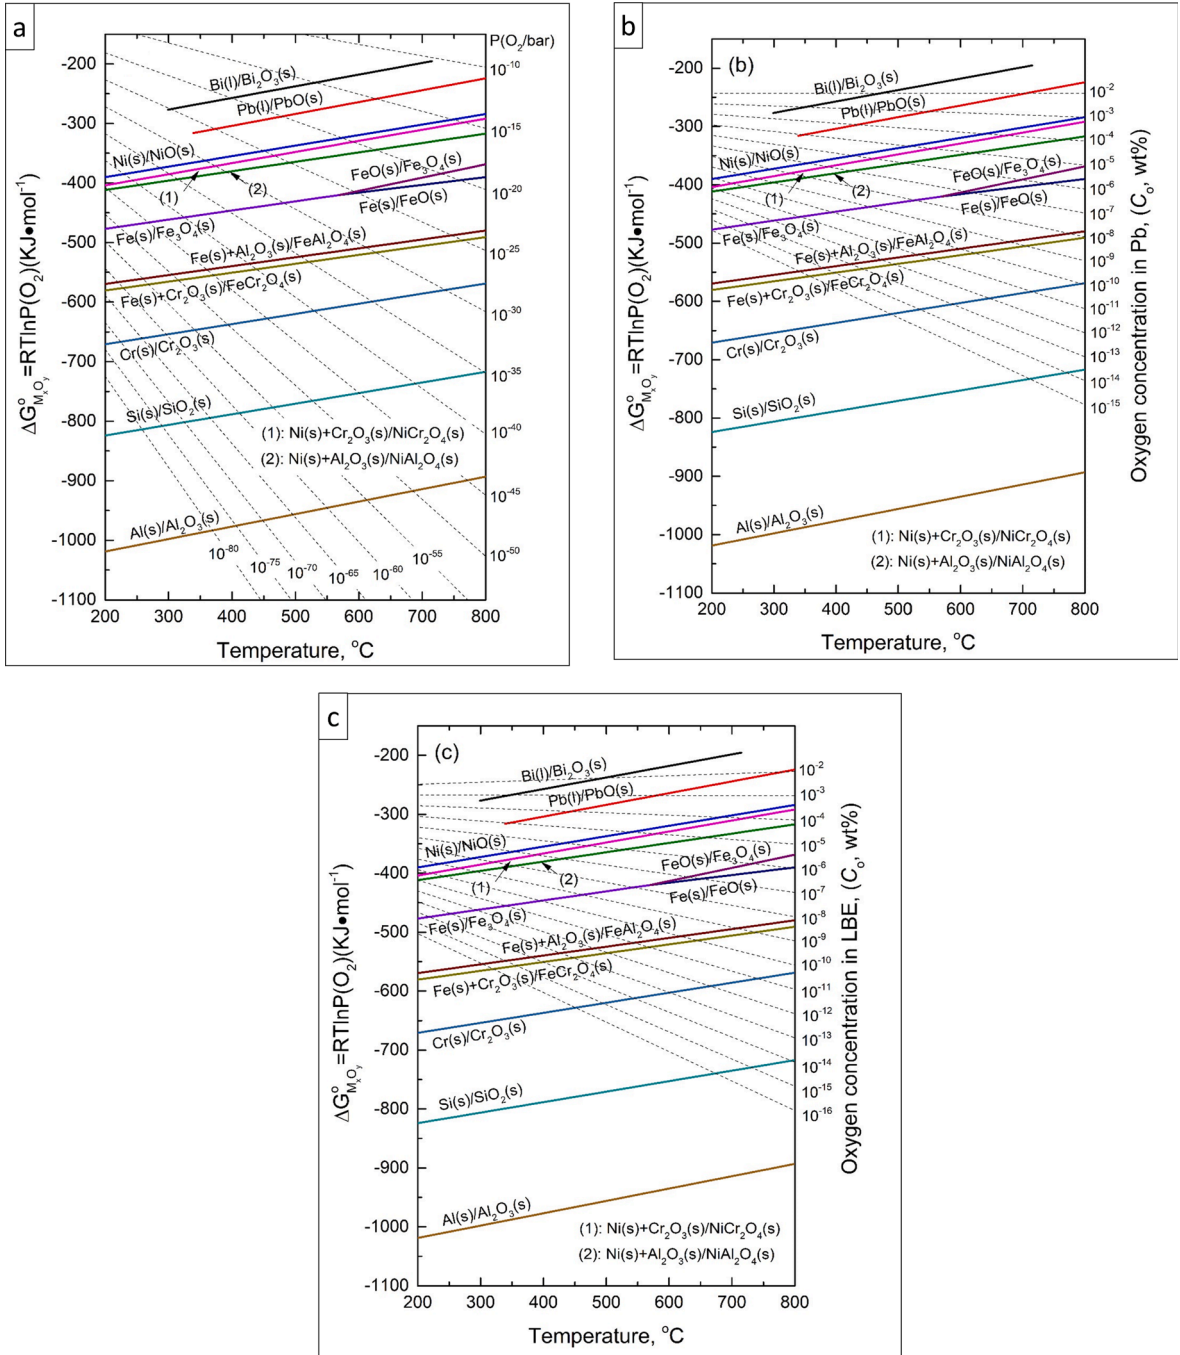 a
P(O₂/bar)
-200
-300
-400
-500
-600
-700
-800
-900
-1000
-1100
ΔG°MₓOᵧ=RTlnP(O₂)(KJ•mol⁻¹)
Bi(l)/Bi₂O₃(s)
Pb(l)/PbO(s)
Ni(s)/NiO(s)
(1)
(2)
FeO(s)/Fe₃O₄(s)
Fe(s)/FeO(s)
Fe(s)/Fe₃O₄(s)
Fe(s)+Al₂O₃(s)/FeAl₂O₄(s)
Fe(s)+Cr₂O₃(s)/FeCr₂O₄(s)
Cr(s)/Cr₂O₃(s)
Si(s)/SiO₂(s)
(1): Ni(s)+Cr₂O₃(s)/NiCr₂O₄(s)
(2): Ni(s)+Al₂O₃(s)/NiAl₂O₄(s)
Al(s)/Al₂O₃(s)
10⁻¹⁰
10⁻¹⁵
10⁻²⁰
10⁻²⁵
10⁻²⁸
10⁻³⁰
10⁻³⁵
10⁻⁴⁰
10⁻⁴⁵
10⁻⁵⁰
10⁻⁵⁵
10⁻⁶⁰
10⁻⁶⁵
10⁻⁷⁰
10⁻⁷⁵
10⁻⁸⁰
200 300 400 500 600 700 800
Temperature, °C
b
(b)
-200
-300
-400
-500
-600
-700
-800
-900
-1000
-1100
ΔG°MₓOᵧ=RTlnP(O₂)(KJ•mol⁻¹)
Bi(l)/Bi₂O₃(s)
Pb(l)/PbO(s)
Ni(s)/NiO(s)
(1)
(2)
FeO(s)/Fe₃O₄(s)
Fe(s)/FeO(s)
Fe(s)/Fe₃O₄(s)
Fe(s)+Al₂O₃(s)/FeAl₂O₄(s)
Fe(s)+Cr₂O₃(s)/FeCr₂O₄(s)
Cr(s)/Cr₂O₃(s)
Si(s)/SiO₂(s)
Al(s)/Al₂O₃(s)
(1): Ni(s)+Cr₂O₃(s)/NiCr₂O₄(s)
(2): Ni(s)+Al₂O₃(s)/NiAl₂O₄(s)
10⁻²
10⁻³
10⁻⁴
10⁻⁵
10⁻⁶
10⁻⁷
10⁻⁸
10⁻⁹
10⁻¹⁰
10⁻¹¹
10⁻¹²
10⁻¹³
10⁻¹⁴
10⁻¹⁵
Oxygen concentration in Pb, (Cₒ, wt%)
200 300 400 500 600 700 800
Temperature, °C
c
(c)
-200
-300
-400
-500
-600
-700
-800
-900
-1000
-1100
ΔG°MₓOᵧ=RTlnP(O₂)(KJ•mol⁻¹)
Bi(l)/Bi₂O₃(s)
Pb(l)/PbO(s)
Ni(s)/NiO(s)
(1)
(2)
FeO(s)/Fe₃O₄(s)
Fe(s)/FeO(s)
Fe(s)/Fe₃O₄(s)
Fe(s)+Al₂O₃(s)/FeAl₂O₄(s)
Fe(s)+Cr₂O₃(s)/FeCr₂O₄(s)
Cr(s)/Cr₂O₃(s)
Si(s)/SiO₂(s)
Al(s)/Al₂O₃(s)
(1): Ni(s)+Cr₂O₃(s)/NiCr₂O₄(s)
(2): Ni(s)+Al₂O₃(s)/NiAl₂O₄(s)
10⁻²
10⁻³
10⁻⁴
10⁻⁵
10⁻⁶
10⁻⁷
10⁻⁸
10⁻⁹
10⁻¹⁰
10⁻¹¹
10⁻¹²
10⁻¹³
10⁻¹⁴
10⁻¹⁵
10⁻¹⁶
Oxygen concentration in LBE, (Cₒ, wt%)
200 300 400 500 600 700 800
Temperature, °C